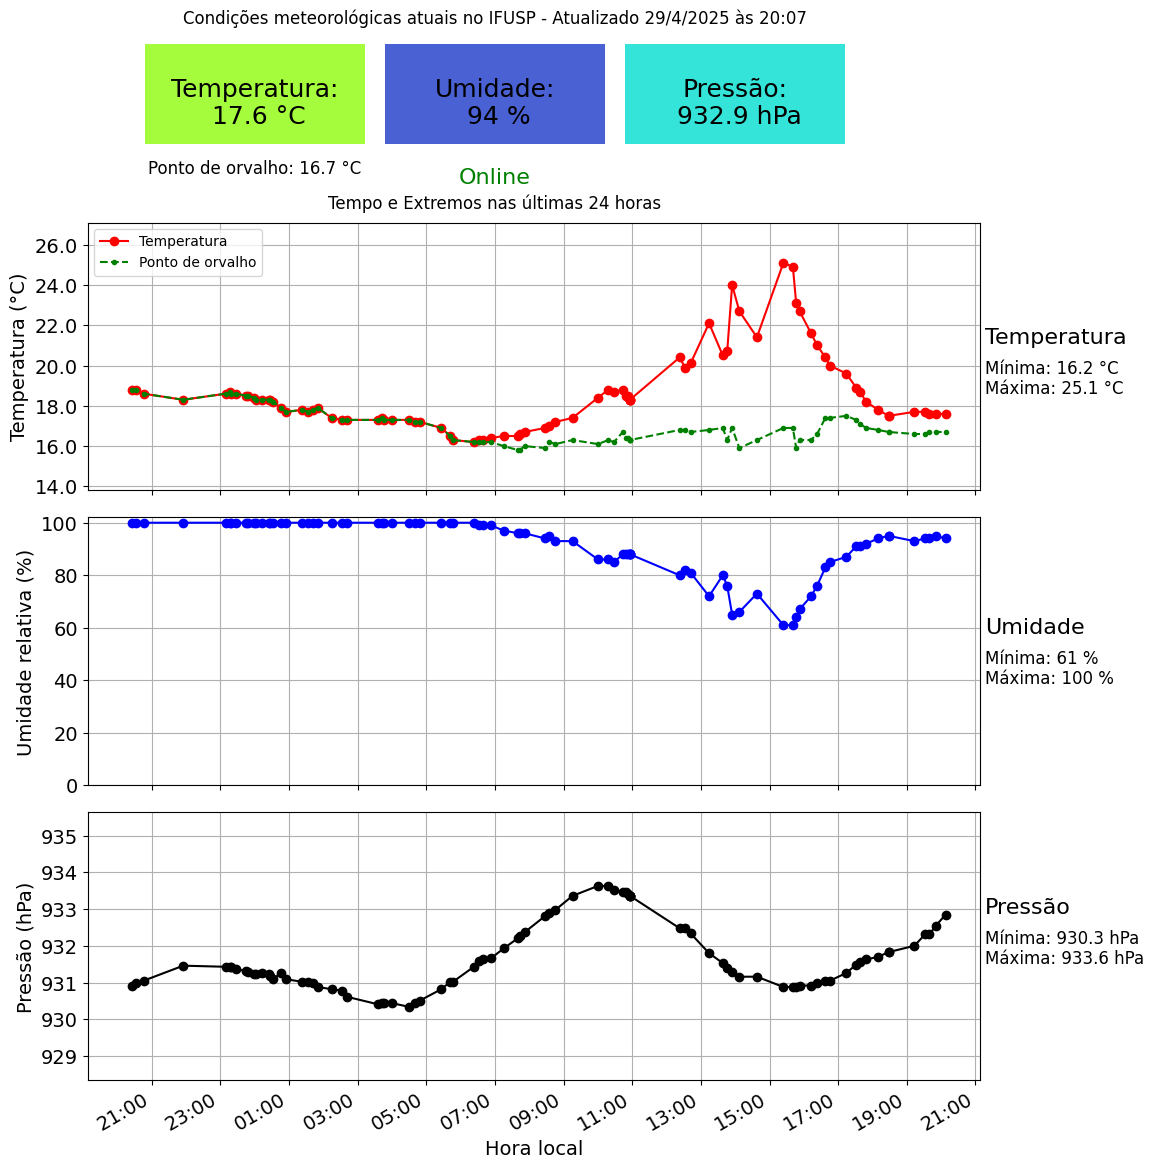 Condições meteorológicas atuais no IFUSP - Atualizado 29/4/2025 às 20:07
Temperatura:
17.6 °C
Umidade:
94 %
Pressão:
932.9 hPa
Ponto de orvalho: 16.7 °C
Online
Tempo e Extremos nas últimas 24 horas
Temperatura
Ponto de orvalho
Temperatura (°C)
26.0
24.0
22.0
20.0
18.0
16.0
14.0
Temperatura
Mínima: 16.2 °C
Máxima: 25.1 °C
Umidade relativa (%)
100
80
60
40
20
0
Umidade
Mínima: 61 %
Máxima: 100 %
Pressão (hPa)
935
934
933
932
931
930
929
Pressão
Mínima: 930.3 hPa
Máxima: 933.6 hPa
21:00 23:00 01:00 03:00 05:00 07:00 09:00 11:00 13:00 15:00 17:00 19:00 21:00
Hora local